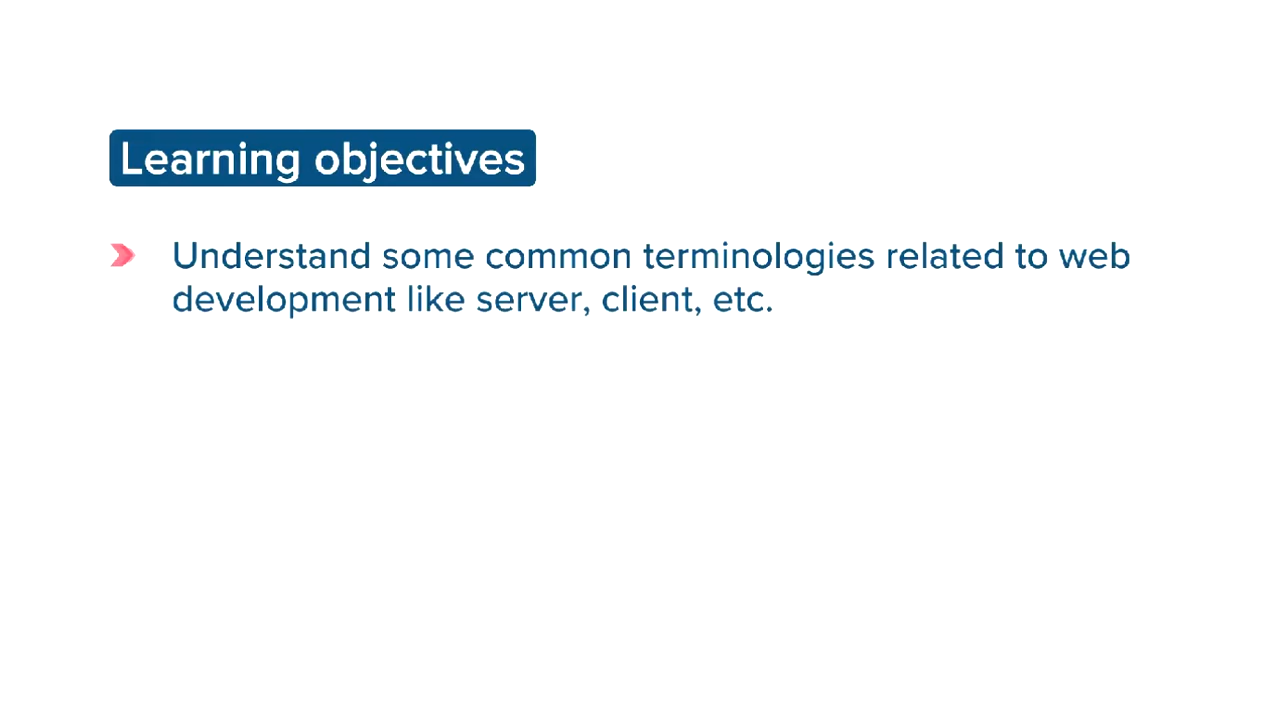 Learning objectives
Understand some common terminologies related to web
development like server, client, etc.